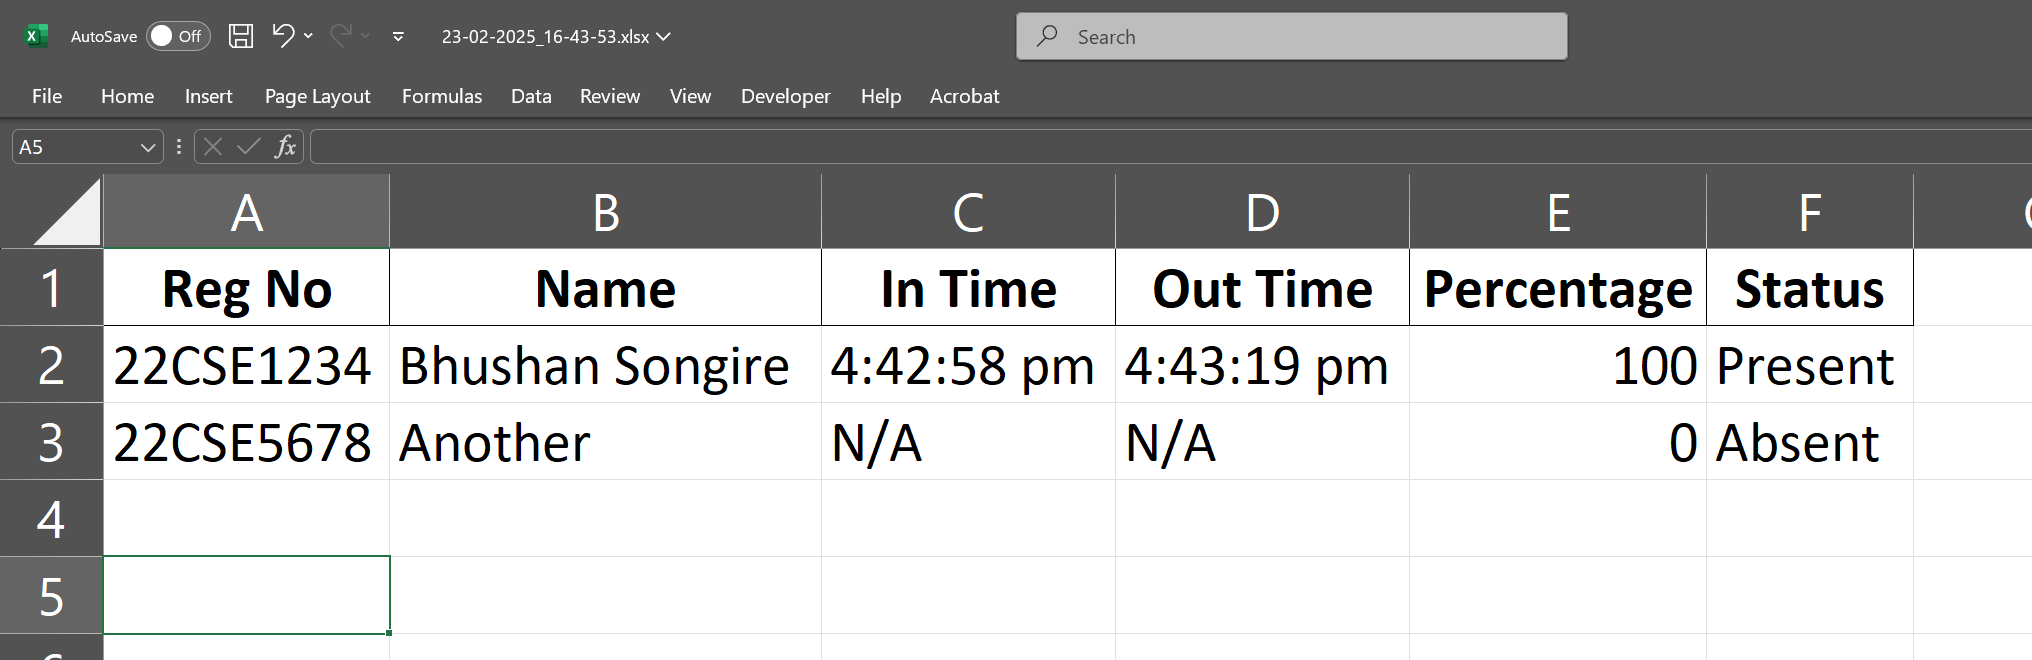 AutoSave Off 23-02-2025_16-43-53.xlsx Search
File Home Insert Page Layout Formulas Data Review View Developer Help Acrobat
A5 fx
A B C D E F
1 Reg No Name In Time Out Time Percentage Status
2 22CSE1234 Bhushan Songire 4:42:58 pm 4:43:19 pm 100 Present
3 22CSE5678 Another N/A N/A 0 Absent
4
5